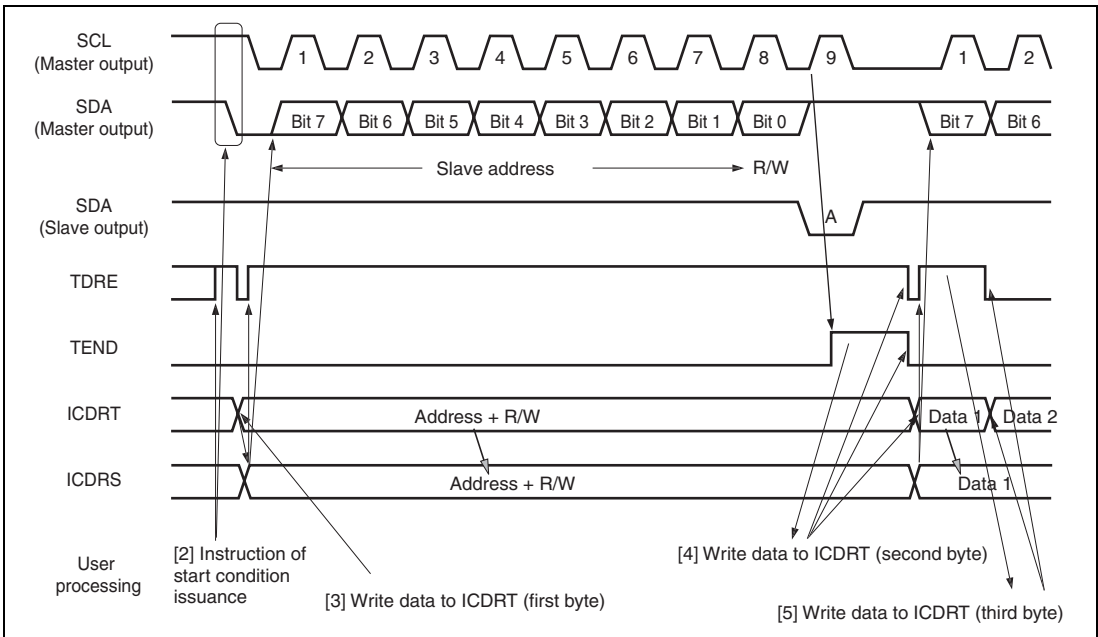 SCL
(Master output)
1 2 3 4 5 6 7 8 9 1 2
SDA
(Master output)
Bit 7 Bit 6 Bit 5 Bit 4 Bit 3 Bit 2 Bit 1 Bit 0 Bit 7 Bit 6
Slave address R/W
SDA
(Slave output)
A
TDRE
TEND
ICDRT
Address + R/W Data 1 Data 2
ICDRS
Address + R/W Data 1
User
processing
[2] Instruction of
start condition
issuance
[3] Write data to ICDRT (first byte)
[4] Write data to ICDRT (second byte)
[5] Write data to ICDRT (third byte)